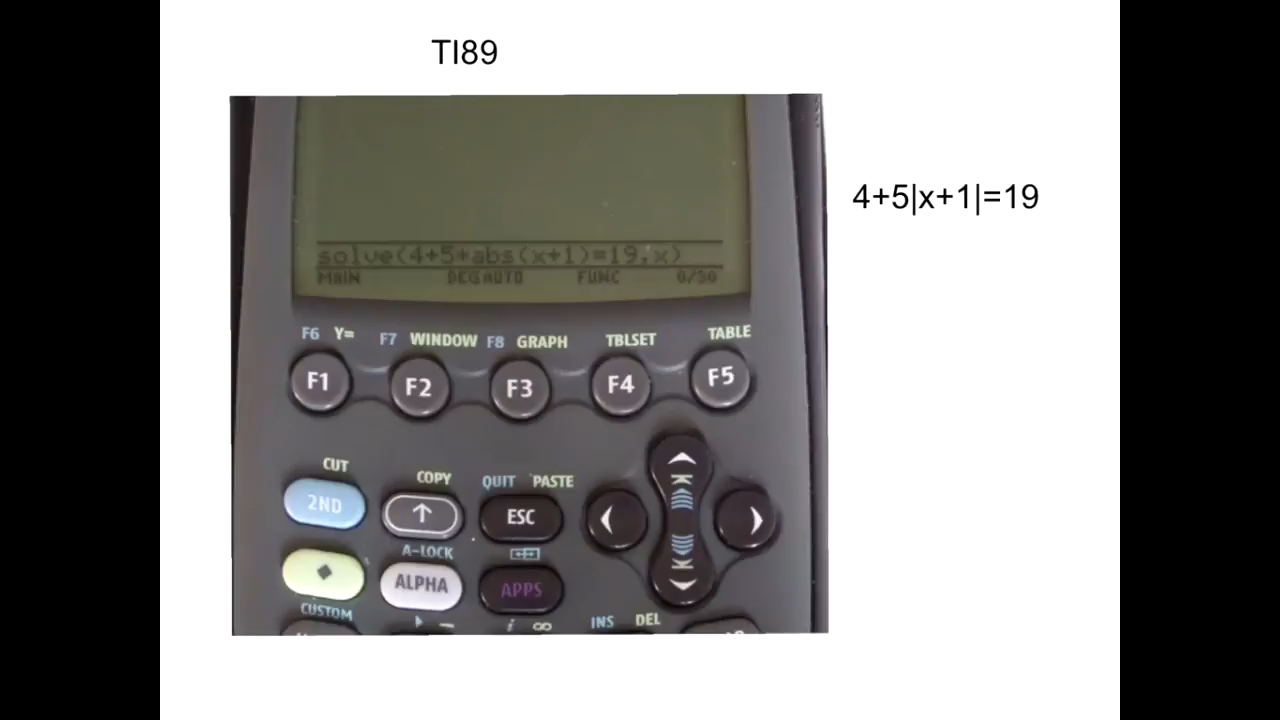 TI89
4+5|x+1|=19
solve(4+5*abs(x+1)=19,x)
MAIN DEG AUTO FUNC 0/30
F6 Y= F7 WINDOW F8 GRAPH TBLSET TABLE
F1 F2 F3 F4 F5
CUT COPY QUIT PASTE
2ND ↑ ESC
A-LOCK
◆ ALPHA APPS
CUSTOM i ∞ INS DEL